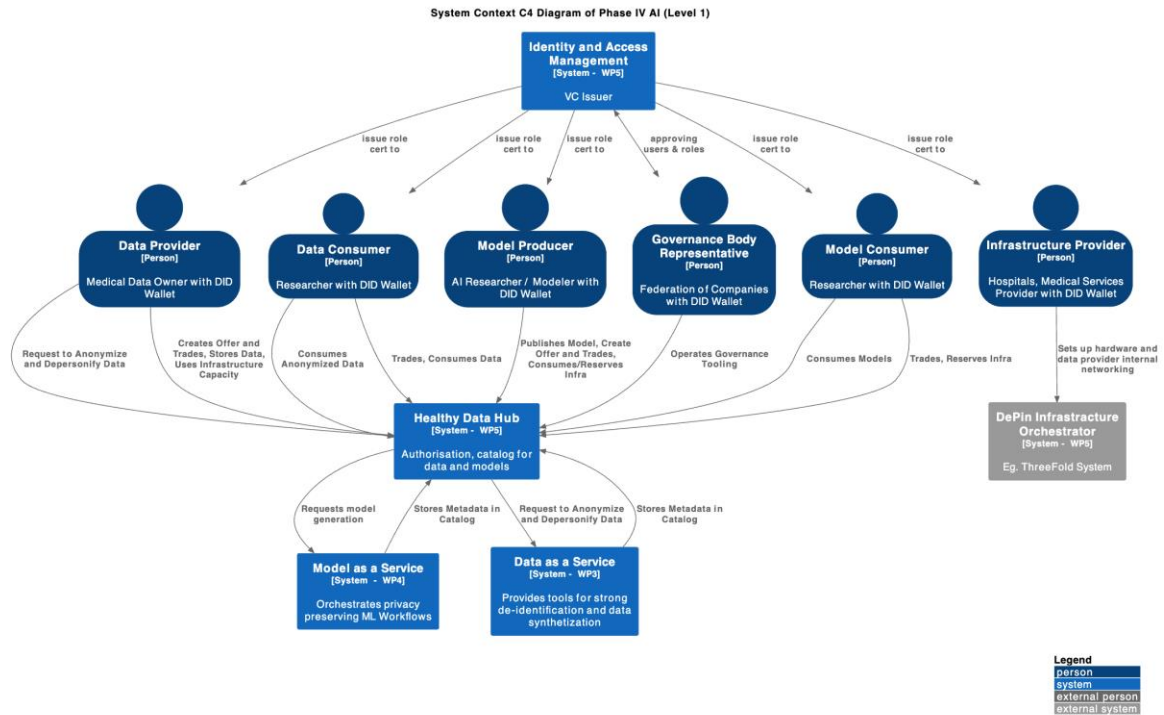 System Context C4 Diagram of Phase IV AI (Level 1)
Identity and Access
Management
[System - WP5]
VC Issuer
issue role
cert to
issue role
cert to
issue role
cert to
approving
users & roles
issue role
cert to
issue role
cert to
Data Provider
[Person]
Medical Data Owner with DID
Wallet
Data Consumer
[Person]
Researcher with DID Wallet
Model Producer
[Person]
AI Researcher / Modeler with
DID Wallet
Governance Body
Representative
[Person]
Federation of Companies
with DID Wallet
Model Consumer
[Person]
Researcher with DID Wallet
Infrastructure Provider
[Person]
Hospitals, Medical Services
Provider with DID Wallet
Request to Anonymize
and Depersonify Data
Creates Offer and
Trades, Stores Data,
Uses Infrastructure
Capacity
Consumes
Anonymized Data
Trades, Consumes Data
Publishes Model, Create
Offer and Trades,
Consumes/Reserves
Infra
Operates Governance
Tooling
Consumes Models
Trades, Reserves Infra
Sets up hardware and
data provider internal
networking
Healthy Data Hub
[System - WP5]
Authorisation, catalog for
data and models
DePin Infrastracture
Orchestrator
[System - WP5]
Eg. ThreeFold System
Requests model
generation
Stores Metadata in
Catalog
Request to Anonymize
and Depersonify Data
Stores Metadata in
Catalog
Model as a Service
[System - WP4]
Orchestrates privacy
preserving ML Workflows
Data as a Service
[System - WP3]
Provides tools for strong
de-identification and data
synthetization
Legend
person
system
external person
external system